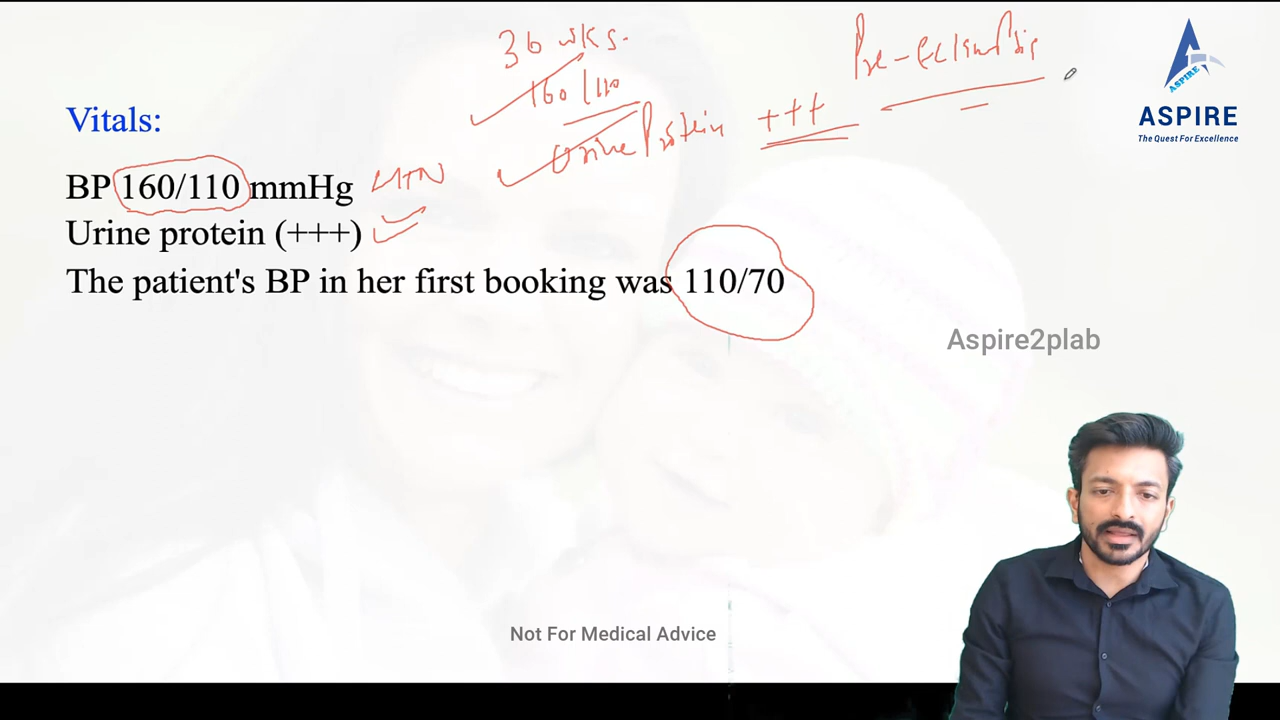 36 wks.
160/110
Urine Protein +++
Pre-eclampsia
ASPIRE
ASPIRE
The Quest For Excellence
Vitals:
BP 160/110 mmHg HTN
Urine protein (+++)
The patient's BP in her first booking was 110/70
Aspire2plab
Not For Medical Advice